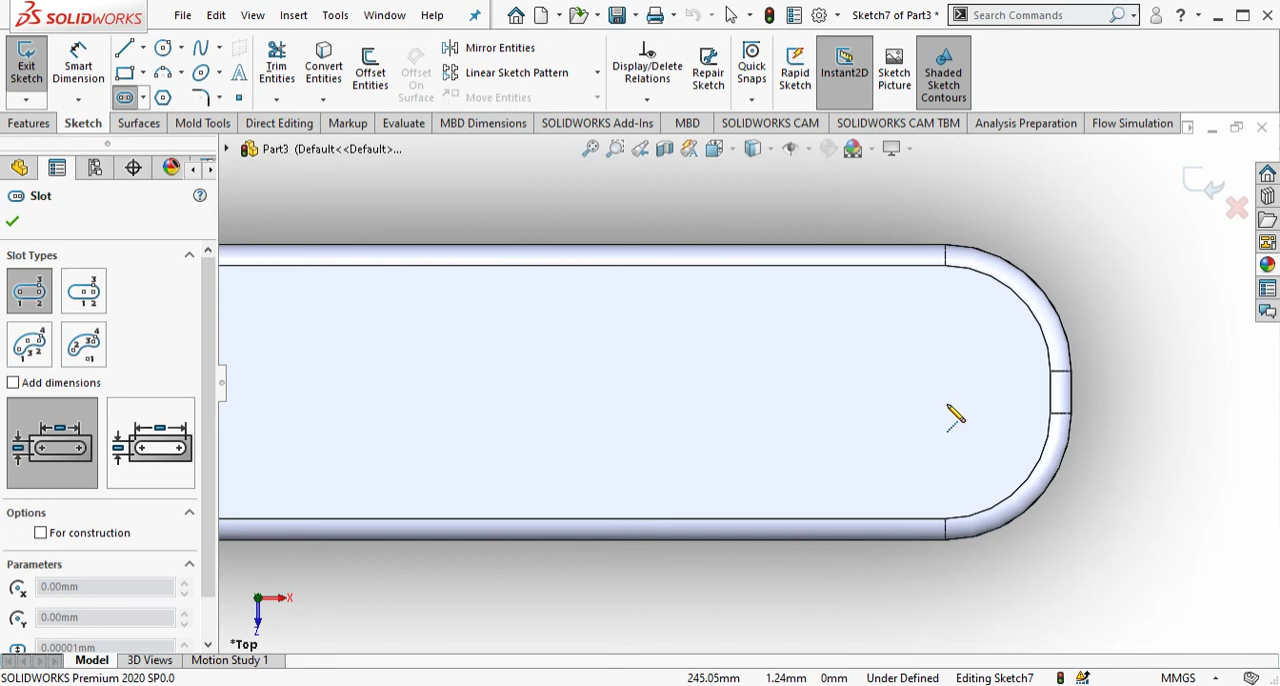 SOLIDWORKS File Edit View Insert Tools Window Help Sketch7 of Part3 * Search Commands
Exit Sketch
Smart Dimension
Trim Entities
Convert Entities
Offset Entities
Offset On Surface
Mirror Entities
Linear Sketch Pattern
Move Entities
Display/Delete Relations
Repair Sketch
Quick Snaps
Rapid Sketch
Instant2D
Sketch Picture
Shaded Sketch Contours
Features Sketch Surfaces Mold Tools Direct Editing Markup Evaluate MBD Dimensions SOLIDWORKS Add-Ins MBD SOLIDWORKS CAM SOLIDWORKS CAM TBM Analysis Preparation Flow Simulation
Part3 (Default<<Default>...
Slot
Slot Types
Add dimensions
Options
For construction
Parameters
0.00mm
0.00mm
0.00001mm
X
Z
*Top
Model 3D Views Motion Study 1
SOLIDWORKS Premium 2020 SP0.0 245.05mm 1.24mm 0mm Under Defined Editing Sketch7 MMGS